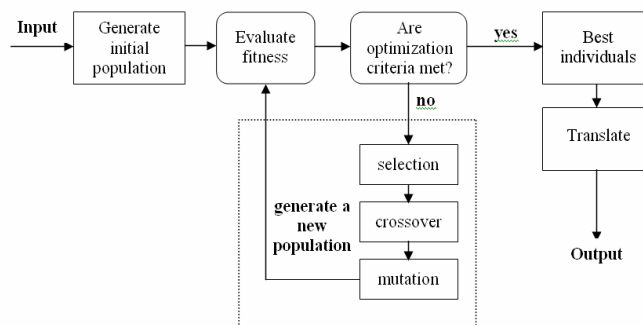 Input
Generate
initial
population
Evaluate
fitness
Are
optimization
criteria met?
yes
Best
individuals
no
Translate
selection
generate a
new
population
crossover
mutation
Output